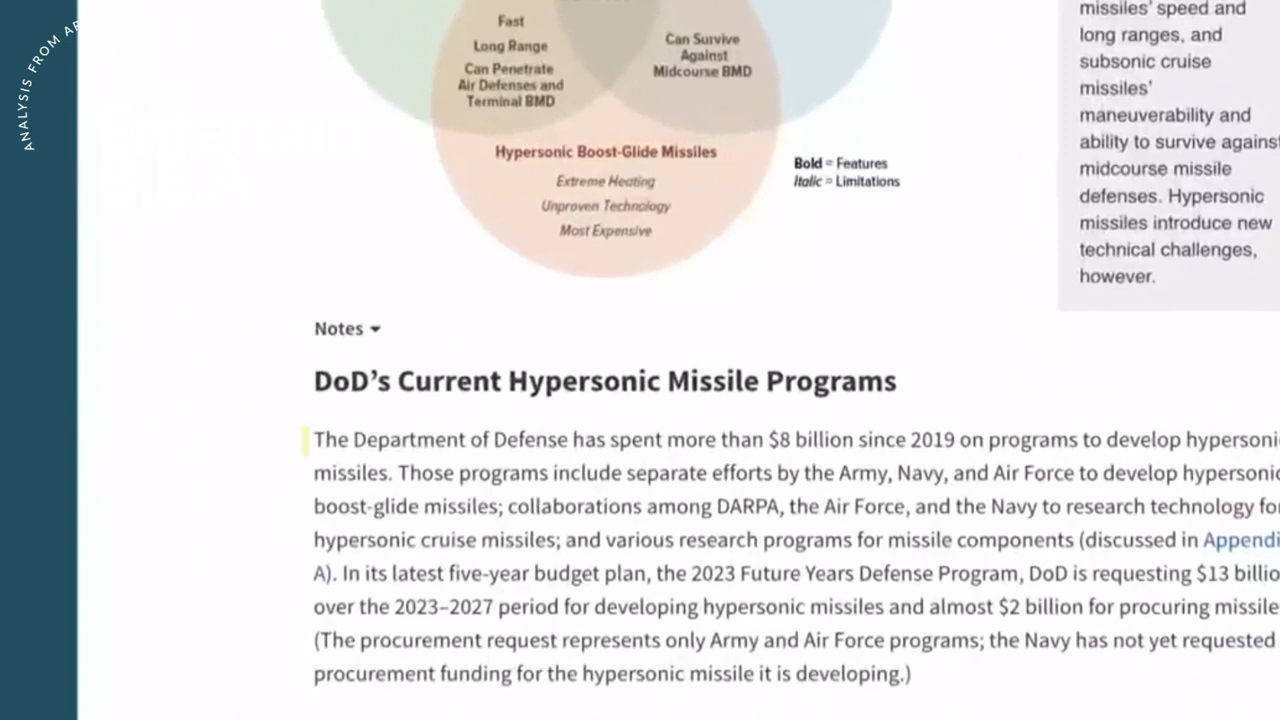 ANALYSIS FROM
Fast
Long Range
Can Penetrate
Air Defenses and
Terminal BMD
Can Survive
Against
Midcourse BMD
Hypersonic Boost-Glide Missiles
Extreme Heating
Unproven Technology
Most Expensive
Bold = Features
Italic = Limitations
missiles' speed and
long ranges, and
subsonic cruise
missiles'
maneuverability and
ability to survive against
midcourse missile
defenses. Hypersonic
missiles introduce new
technical challenges,
however.
Notes
DoD’s Current Hypersonic Missile Programs
The Department of Defense has spent more than $8 billion since 2019 on programs to develop hypersonic
missiles. Those programs include separate efforts by the Army, Navy, and Air Force to develop hypersonic
boost-glide missiles; collaborations among DARPA, the Air Force, and the Navy to research technology for
hypersonic cruise missiles; and various research programs for missile components (discussed in Appendi
A). In its latest five-year budget plan, the 2023 Future Years Defense Program, DoD is requesting $13 billio
over the 2023–2027 period for developing hypersonic missiles and almost $2 billion for procuring missile
(The procurement request represents only Army and Air Force programs; the Navy has not yet requested
procurement funding for the hypersonic missile it is developing.)